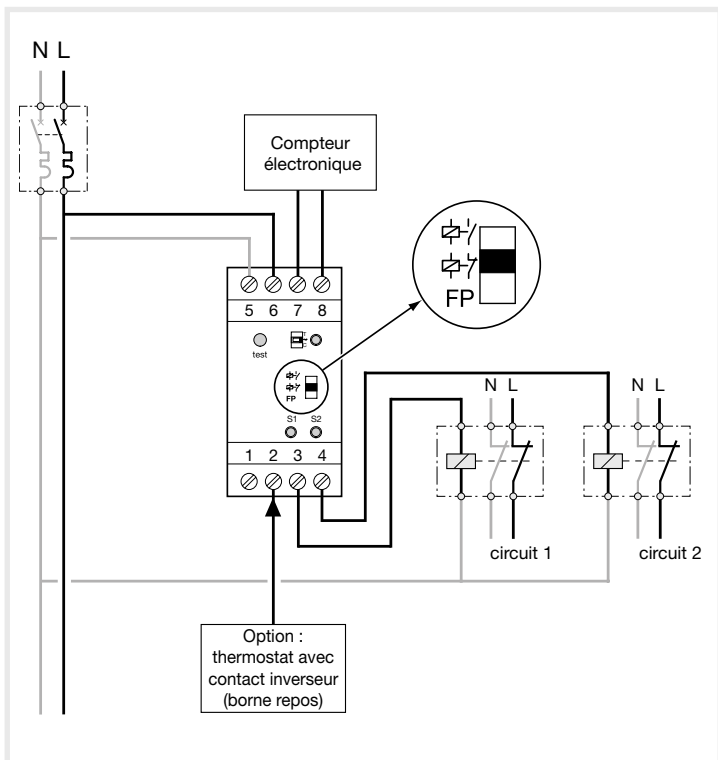 N L
Compteur
électronique
FP
5 6 7 8
test
FP
S1 S2
1 2 3 4
N L
N L
circuit 1
circuit 2
Option :
thermostat avec
contact inverseur
(borne repos)